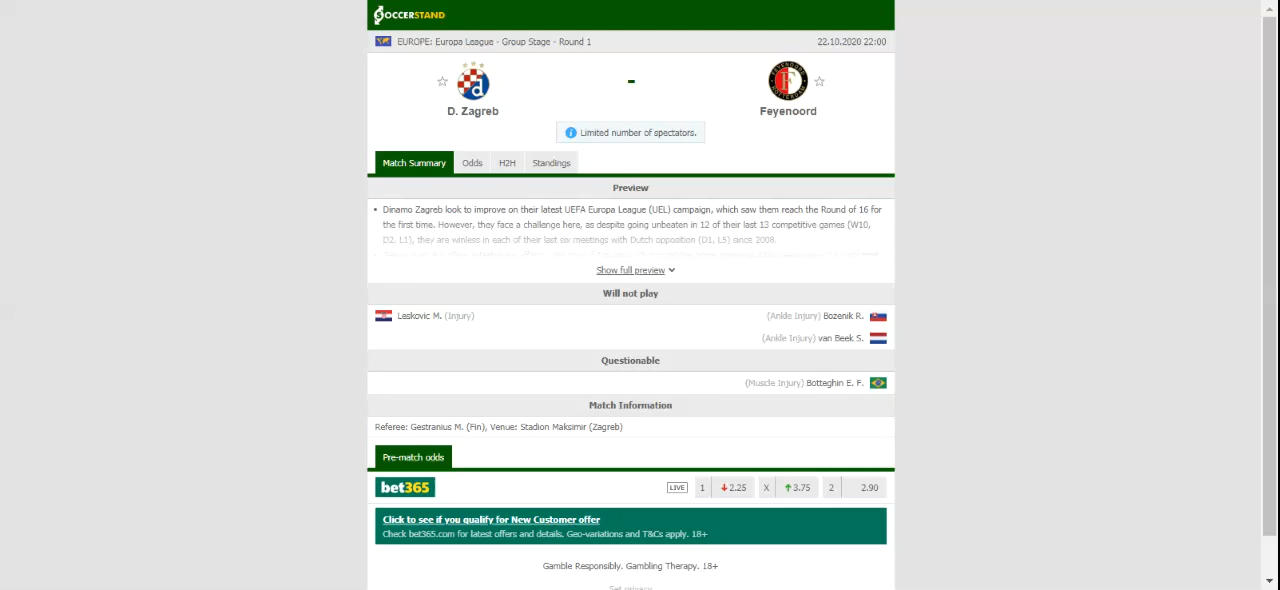 SOCCERSTAND
EUROPE: Europa League - Group Stage - Round 1 22.10.2020 22:00
D. Zagreb - Feyenoord
Limited number of spectators.
Match Summary Odds H2H Standings
Preview
• Dinamo Zagreb look to improve on their latest UEFA Europa League (UEL) campaign, which saw them reach the Round of 16 for
the first time. However, they face a challenge here, as despite going unbeaten in 12 of their last 13 competitive games (W10,
D2, L1), they are winless in each of their last six meetings with Dutch opposition (D1, L5) since 2008.
Show full preview
Will not play
Leskovic M. (Injury) (Ankle Injury) Bozenik R.
(Ankle Injury) van Beek S.
Questionable
(Muscle Injury) Botteghin E. F.
Match Information
Referee: Gestranius M. (Fin), Venue: Stadion Maksimir (Zagreb)
Pre-match odds
bet365 LIVE 1 2.25 X 3.75 2 2.90
Click to see if you qualify for New Customer offer
Check bet365.com for latest offers and details. Geo-variations and T&Cs apply. 18+
Gamble Responsibly. Gambling Therapy. 18+
Set privacy